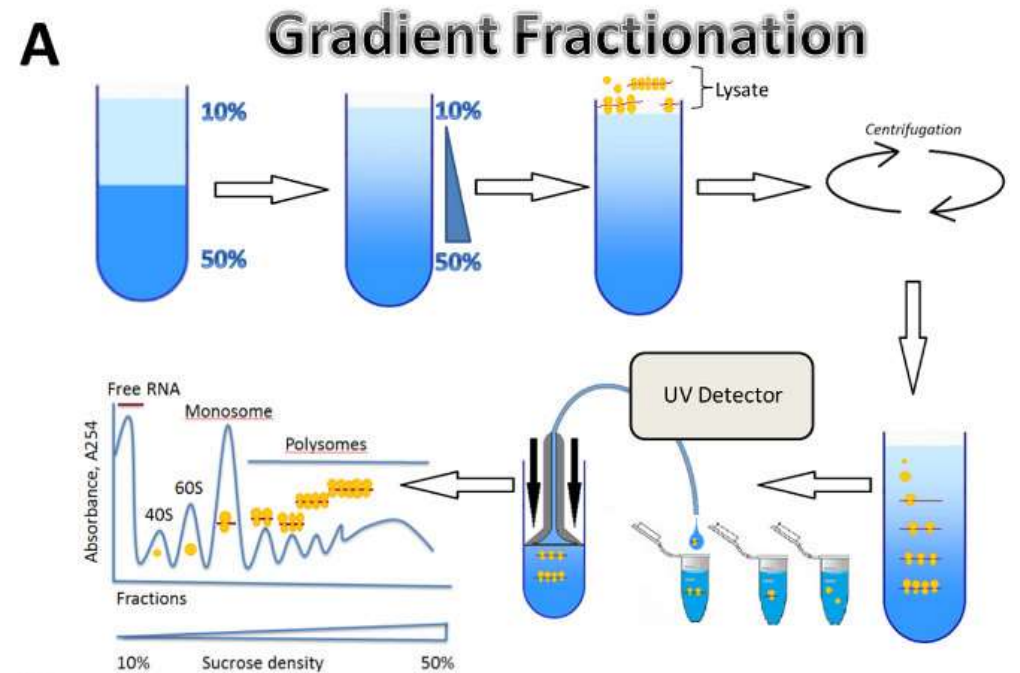 A
Gradient Fractionation
10%
50%
10%
50%
Lysate
Centrifugation
UV Detector
Free RNA
Monosome
Polysomes
60S
40S
Absorbance, A254
Fractions
10%
Sucrose density
50%